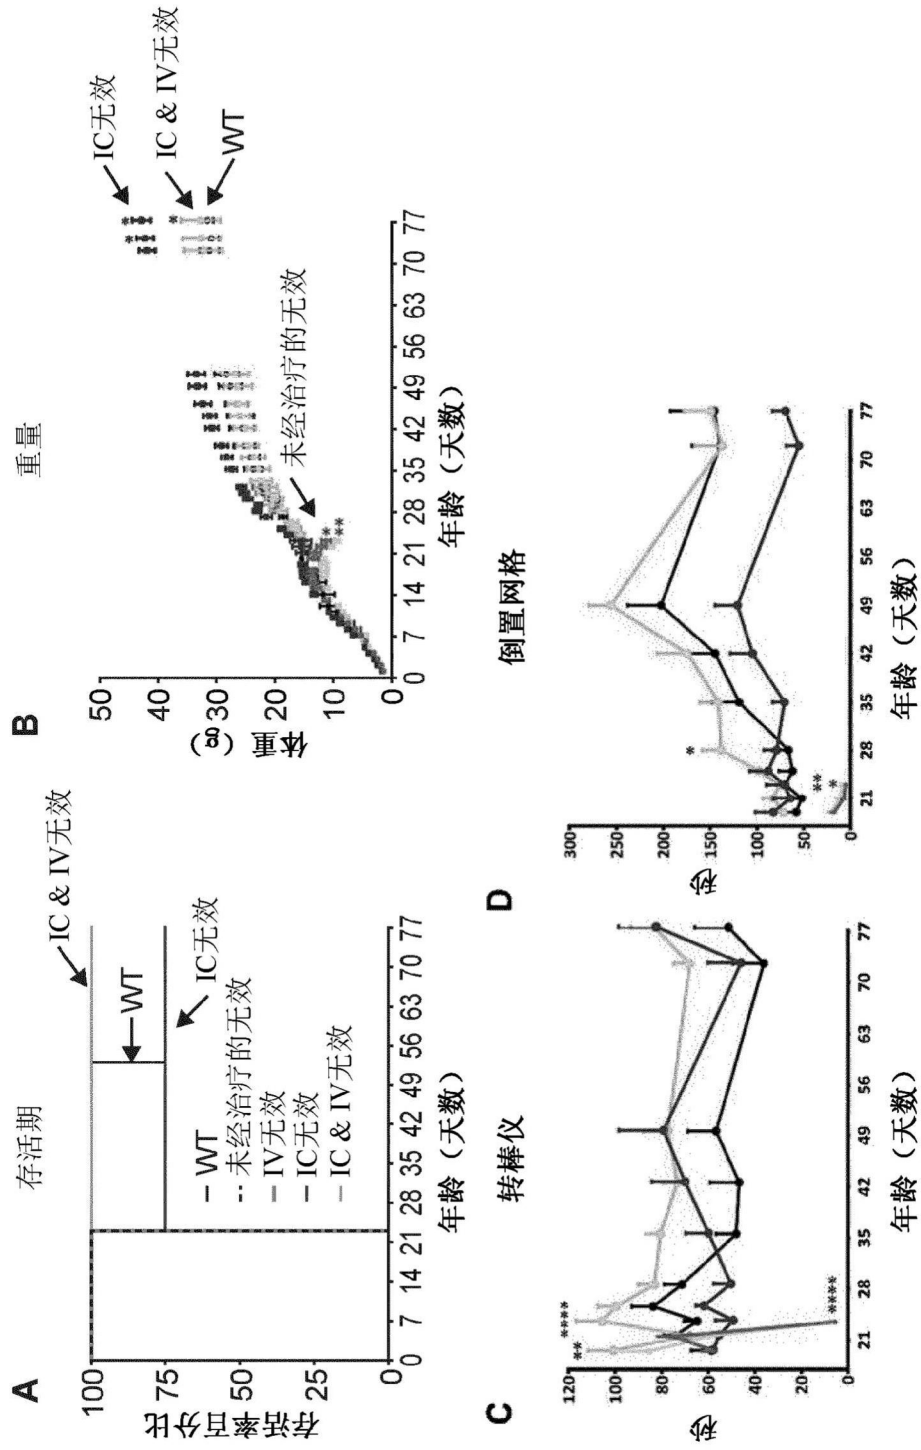 A
存活期
IC & IV无效
WT
IC无效
WT
未经治疗的无效
IV无效
IC无效
IC & IV无效
100
75
50
25
0
存活率百分比
0 7 14 21 28 35 42 49 56 63 70 77
年龄（天数）
B
重量
IC无效
IC & IV无效
WT
未经治疗的无效
* * *
* **
50
40
30
20
10
0
体重（g）
0 7 14 21 28 35 42 49 56 63 70 77
年龄（天数）
C
转棒仪
** ****
****
120
100
80
60
40
20
0
秒
21 28 35 42 49 56 63 70 77
年龄（天数）
D
倒置网格
*
** *
300
250
200
150
100
50
0
秒
21 28 35 42 49 56 63 70 77
年龄（天数）